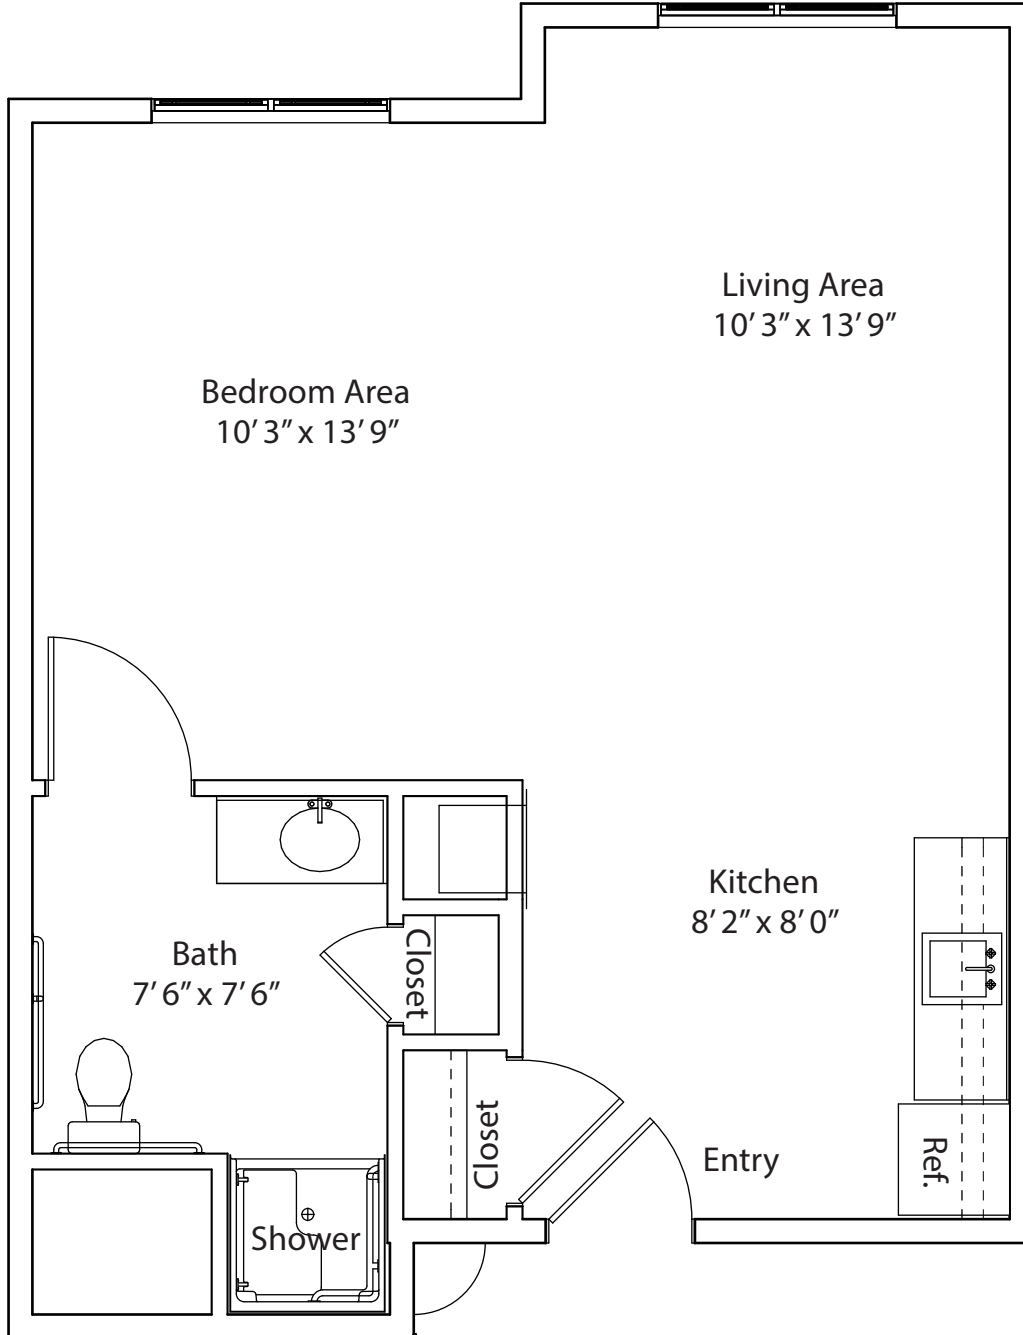 Living Area
10’ 3” x 13’ 9”
Bedroom Area
10’ 3” x 13’ 9”
Kitchen
8’ 2” x 8’ 0”
Bath
7’ 6” x 7’ 6”
Closet
Closet
Entry
Ref.
Shower